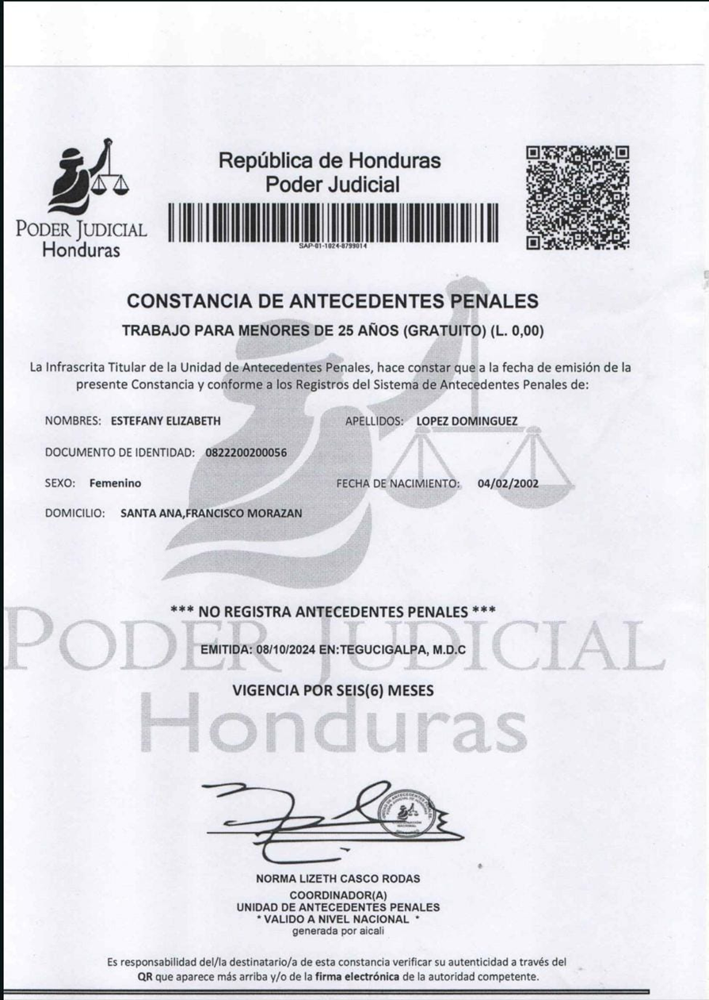 PODER JUDICIAL
Honduras
República de Honduras
Poder Judicial
SAP-01-1024-8799014
CONSTANCIA DE ANTECEDENTES PENALES
TRABAJO PARA MENORES DE 25 AÑOS (GRATUITO) (L. 0,00)
La Infrascrita Titular de la Unidad de Antecedentes Penales, hace constar que a la fecha de emisión de la
presente Constancia y conforme a los Registros del Sistema de Antecedentes Penales de:
NOMBRES: ESTEFANY ELIZABETH APELLIDOS: LOPEZ DOMINGUEZ
DOCUMENTO DE IDENTIDAD: 0822200200056
SEXO: Femenino FECHA DE NACIMIENTO: 04/02/2002
DOMICILIO: SANTA ANA,FRANCISCO MORAZAN
*** NO REGISTRA ANTECEDENTES PENALES ***
PODER JUDICIAL
EMITIDA: 08/10/2024 EN:TEGUCIGALPA, M.D.C
VIGENCIA POR SEIS(6) MESES
Honduras
NORMA LIZETH CASCO RODAS
COORDINADOR(A)
UNIDAD DE ANTECEDENTES PENALES
* VALIDO A NIVEL NACIONAL *
generada por aicali
Es responsabilidad del/la destinatario/a de esta constancia verificar su autenticidad a través del
QR que aparece más arriba y/o de la firma electrónica de la autoridad competente.